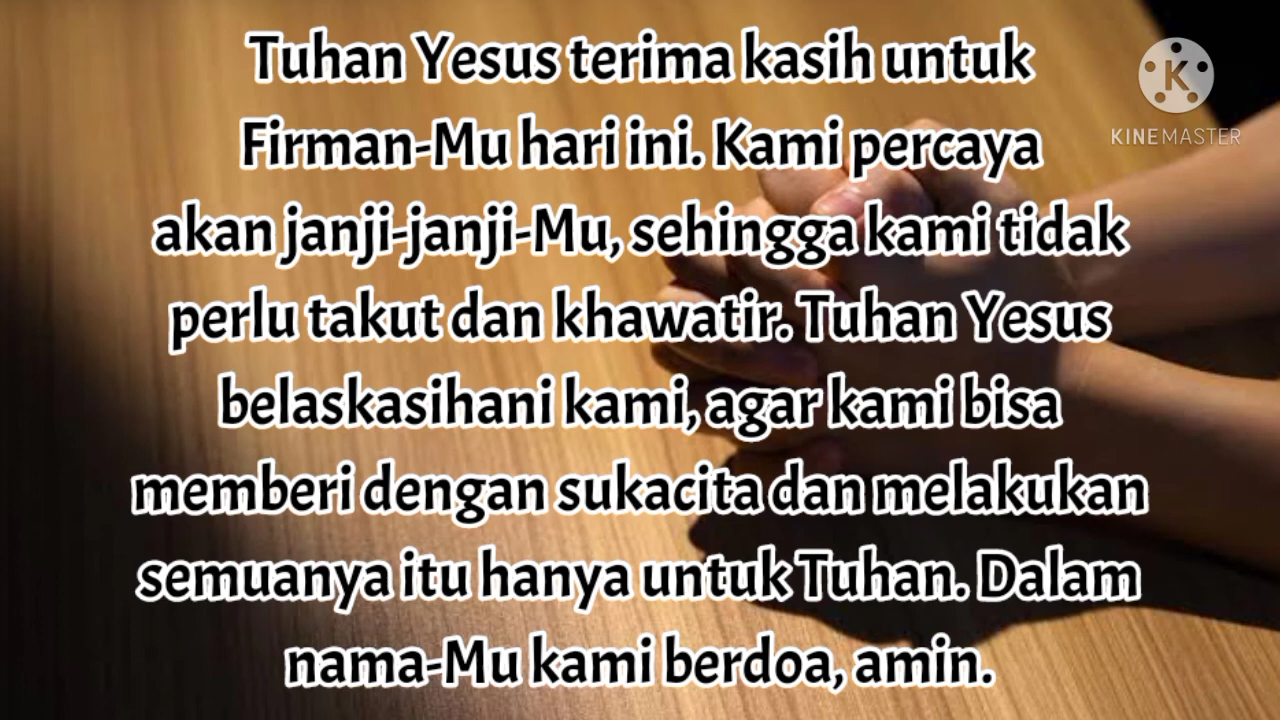 Tuhan Yesus terima kasih untuk
Firman-Mu hari ini. Kami percaya
akan janji-janji-Mu, sehingga kami tidak
perlu takut dan khawatir. Tuhan Yesus
belaskasihani kami, agar kami bisa
memberi dengan sukacita dan melakukan
semuanya itu hanya untuk Tuhan. Dalam
nama-Mu kami berdoa, amin.
K
KINEMASTER